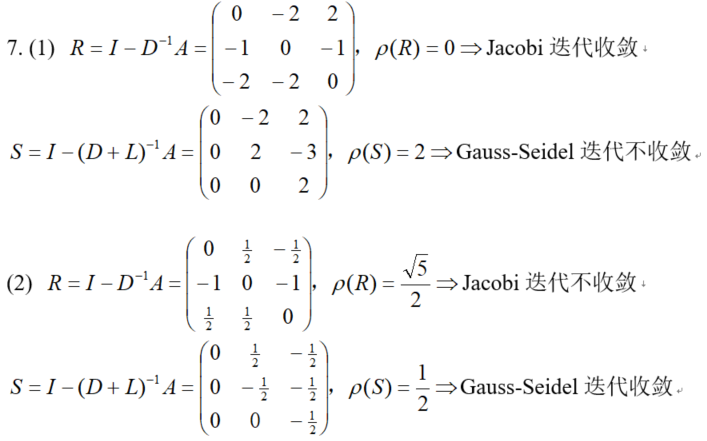 7. (1) R = I − D⁻¹A = ( 0 −2 2 ; −1 0 −1 ; −2 −2 0 ), ρ(R) = 0 ⇒ Jacobi 迭代收敛
S = I − (D + L)⁻¹A = ( 0 −2 2 ; 0 2 −3 ; 0 0 2 ), ρ(S) = 2 ⇒ Gauss-Seidel 迭代不收敛
(2) R = I − D⁻¹A = ( 0 1/2 −1/2 ; −1 0 −1 ; 1/2 1/2 0 ), ρ(R) = √5/2 ⇒ Jacobi 迭代不收敛
S = I − (D + L)⁻¹A = ( 0 1/2 −1/2 ; 0 −1/2 −1/2 ; 0 0 −1/2 ), ρ(S) = 1/2 ⇒ Gauss-Seidel 迭代收敛